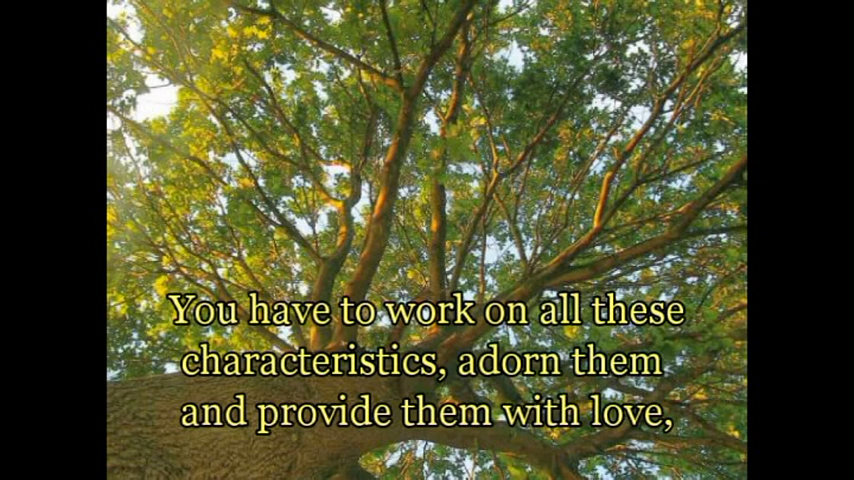 You have to work on all these
characteristics, adorn them
and provide them with love,